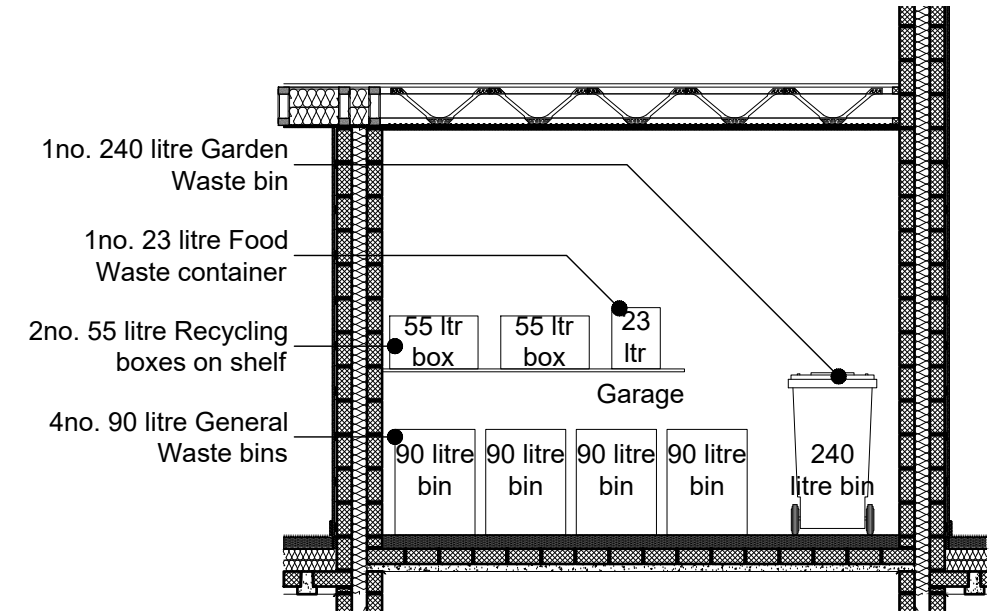 1no. 240 litre Garden
Waste bin
1no. 23 litre Food
Waste container
2no. 55 litre Recycling
boxes on shelf
4no. 90 litre General
Waste bins
55 ltr
box
55 ltr
box
23
ltr
Garage
90 litre
bin
90 litre
bin
90 litre
bin
90 litre
bin
240
litre bin